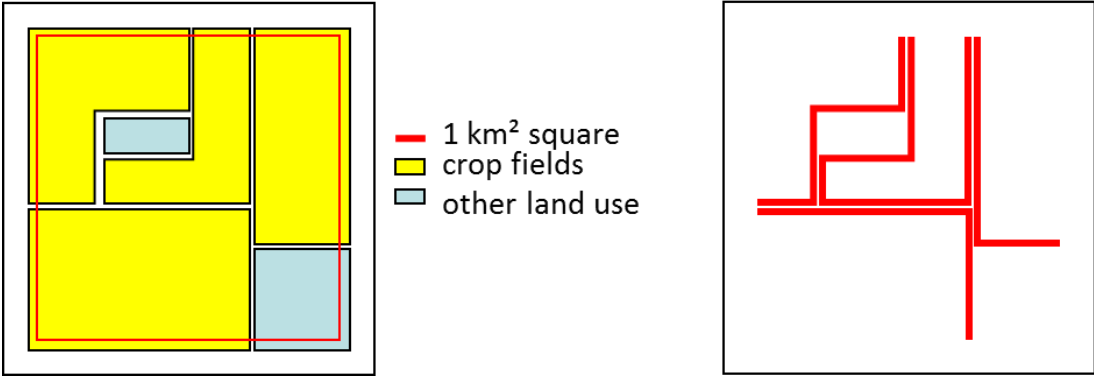 1 km² square
crop fields
other land use